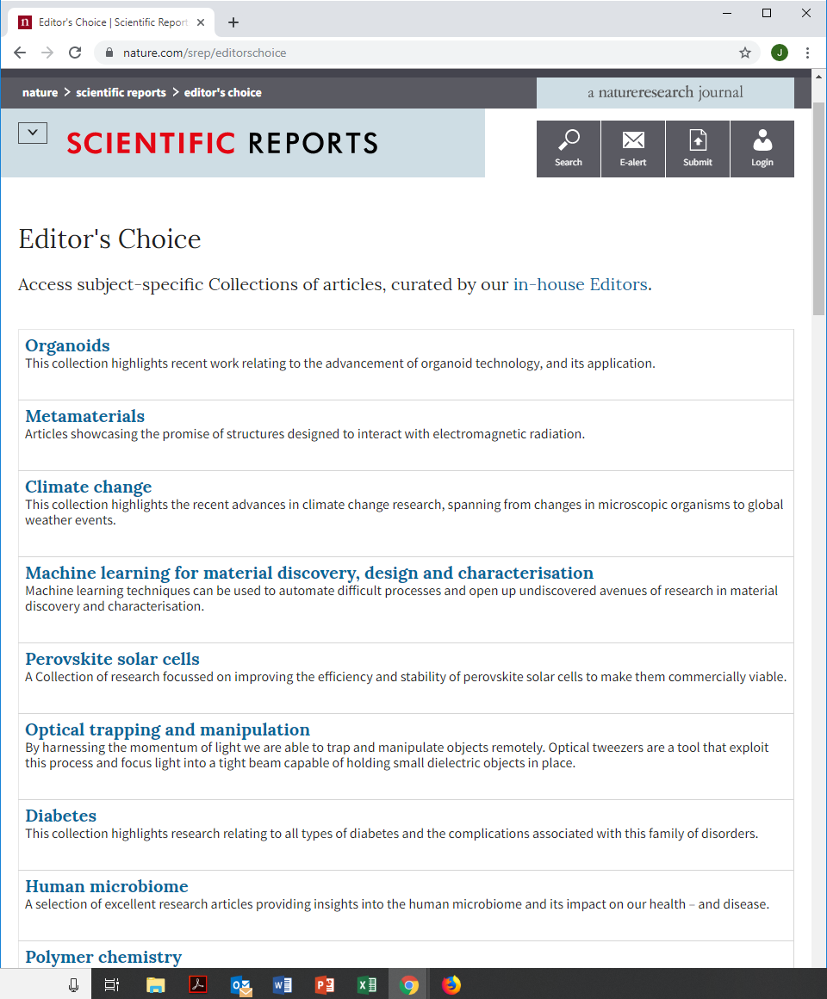 Editor's Choice | Scientific Report
nature.com/srep/editorschoice
J
nature > scientific reports > editor's choice
a natureresearch journal
SCIENTIFIC REPORTS
Search
E-alert
Submit
Login
Editor's Choice
Access subject-specific Collections of articles, curated by our in-house Editors.
Organoids
This collection highlights recent work relating to the advancement of organoid technology, and its application.
Metamaterials
Articles showcasing the promise of structures designed to interact with electromagnetic radiation.
Climate change
This collection highlights the recent advances in climate change research, spanning from changes in microscopic organisms to global
weather events.
Machine learning for material discovery, design and characterisation
Machine learning techniques can be used to automate difficult processes and open up undiscovered avenues of research in material
discovery and characterisation.
Perovskite solar cells
A Collection of research focussed on improving the efficiency and stability of perovskite solar cells to make them commercially viable.
Optical trapping and manipulation
By harnessing the momentum of light we are able to trap and manipulate objects remotely. Optical tweezers are a tool that exploit
this process and focus light into a tight beam capable of holding small dielectric objects in place.
Diabetes
This collection highlights research relating to all types of diabetes and the complications associated with this family of disorders.
Human microbiome
A selection of excellent research articles providing insights into the human microbiome and its impact on our health – and disease.
Polymer chemistry